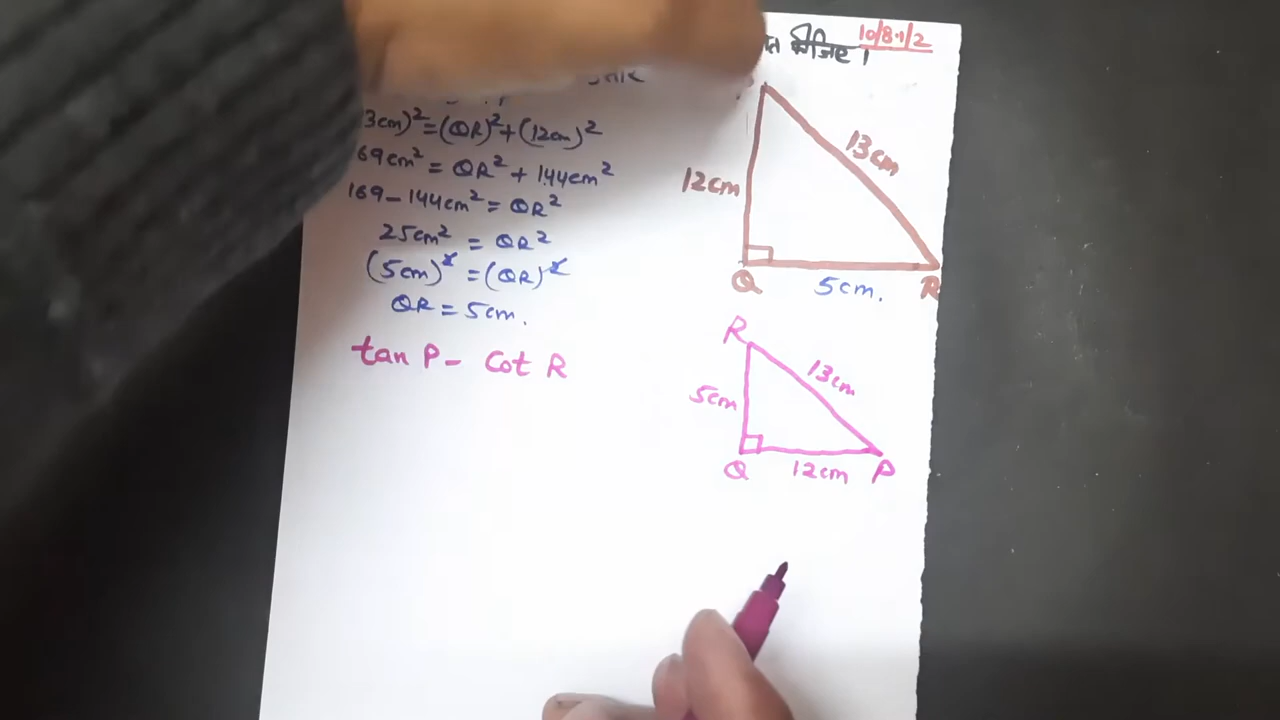 कीजिए । 10/8.1/2
3cm)² = (QR)² + (12cm)²
169cm² = QR² + 144cm²
169 - 144cm² = QR²
25cm² = QR²
(5cm)² = (QR)²
QR = 5cm.
tan P - Cot R
13cm
12cm
Q 5cm. R
R
13cm
5cm
Q 12cm P